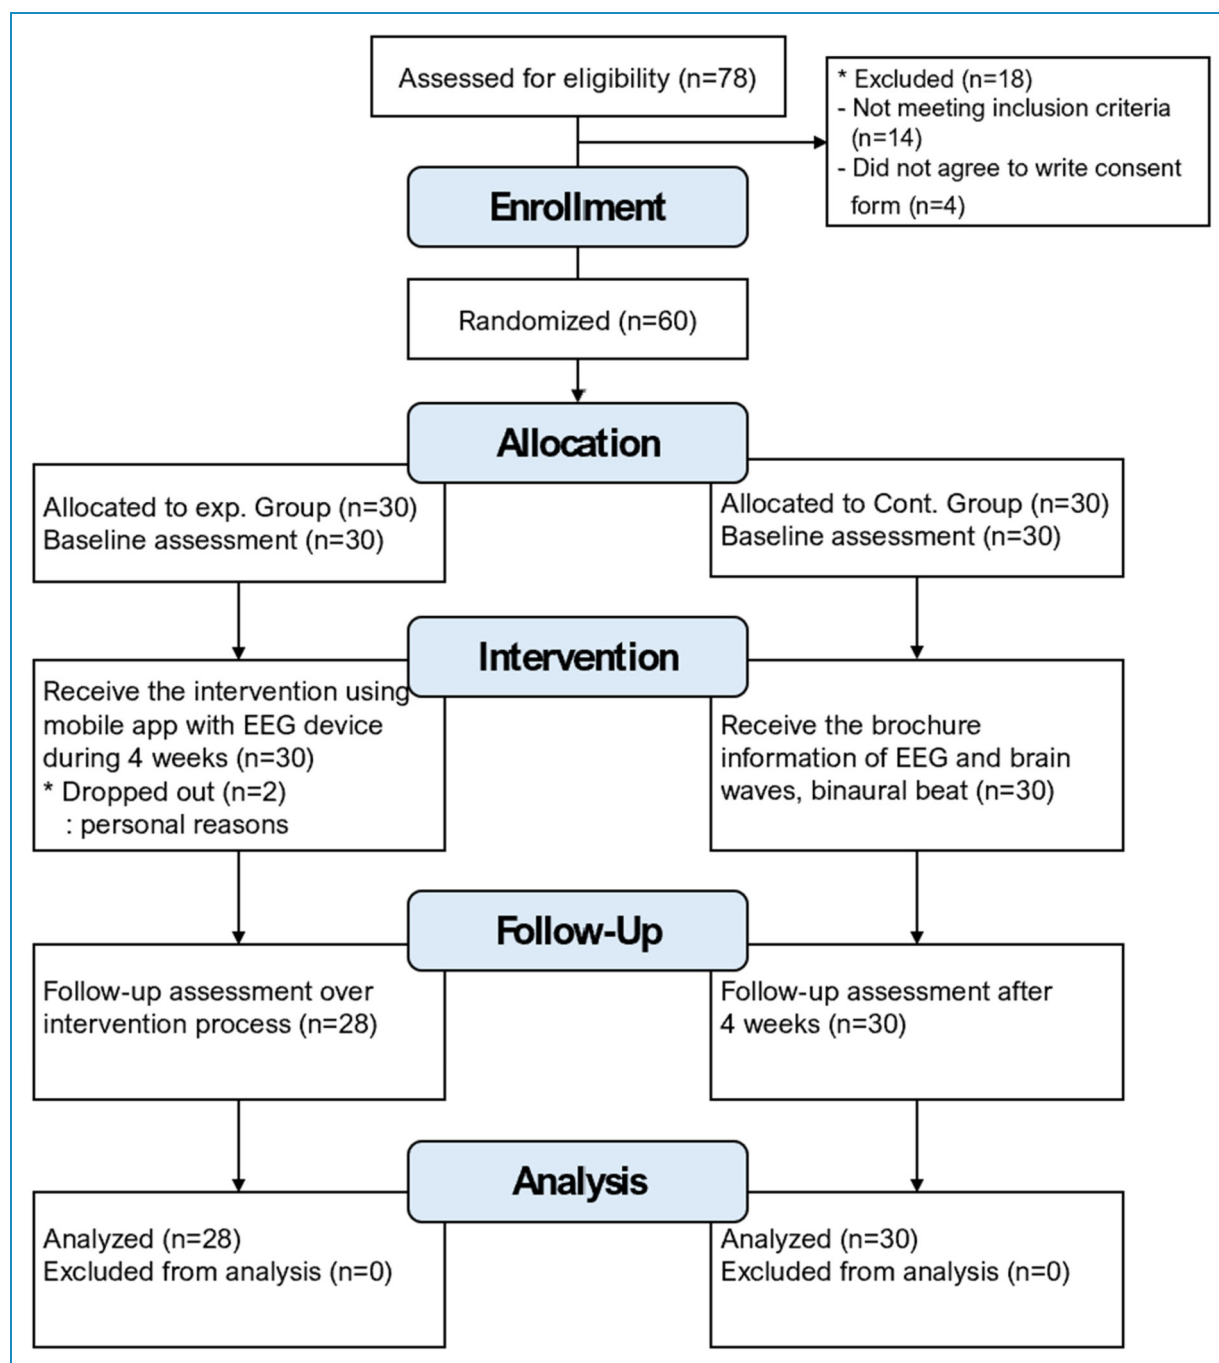 Assessed for eligibility (n=78)
* Excluded (n=18)
- Not meeting inclusion criteria
(n=14)
- Did not agree to write consent
form (n=4)
Enrollment
Randomized (n=60)
Allocation
Allocated to exp. Group (n=30)
Baseline assessment (n=30)
Allocated to Cont. Group (n=30)
Baseline assessment (n=30)
Intervention
Receive the intervention using
mobile app with EEG device
during 4 weeks (n=30)
* Dropped out (n=2)
: personal reasons
Receive the brochure
information of EEG and brain
waves, binaural beat (n=30)
Follow-Up
Follow-up assessment over
intervention process (n=28)
Follow-up assessment after
4 weeks (n=30)
Analysis
Analyzed (n=28)
Excluded from analysis (n=0)
Analyzed (n=30)
Excluded from analysis (n=0)